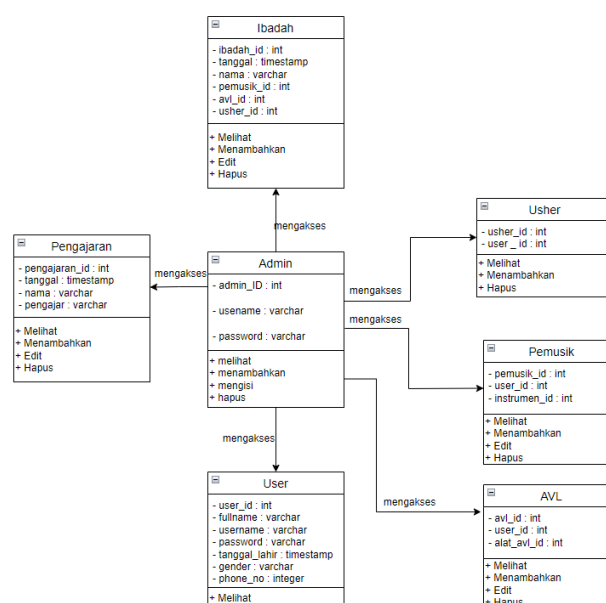 Ibadah
- ibadah_id : int
- tanggal : timestamp
- nama : varchar
- pemusik_id : int
- avl_id : int
- usher_id : int
+ Melihat
+ Menambahkan
+ Edit
+ Hapus
mengakses
Usher
- usher_id : int
- user _ id : int
+ Melihat
+ Menambahkan
+ Hapus
Pengajaran
- pengajaran_id : int
- tanggal : timestamp
- nama : varchar
- pengajar : varchar
+ Melihat
+ Menambahkan
+ Edit
+ Hapus
mengakses
Admin
- admin_ID : int
- usename : varchar
- password : varchar
+ melihat
+ menambahkan
+ mengisi
+ hapus
mengakses
mengakses
Pemusik
- pemusik_id : int
- user_id : int
- instrumen_id : int
+ Melihat
+ Menambahkan
+ Edit
+ Hapus
mengakses
User
- user_id : int
- fullname : varchar
- username : varchar
- password : varchar
- tanggal_lahir : timestamp
- gender : varchar
- phone_no : integer
+ Melihat
mengakses
AVL
- avl_id : int
- user_id : int
- alat_avl_id : int
+ Melihat
+ Menambahkan
+ Edit
+ Hapus